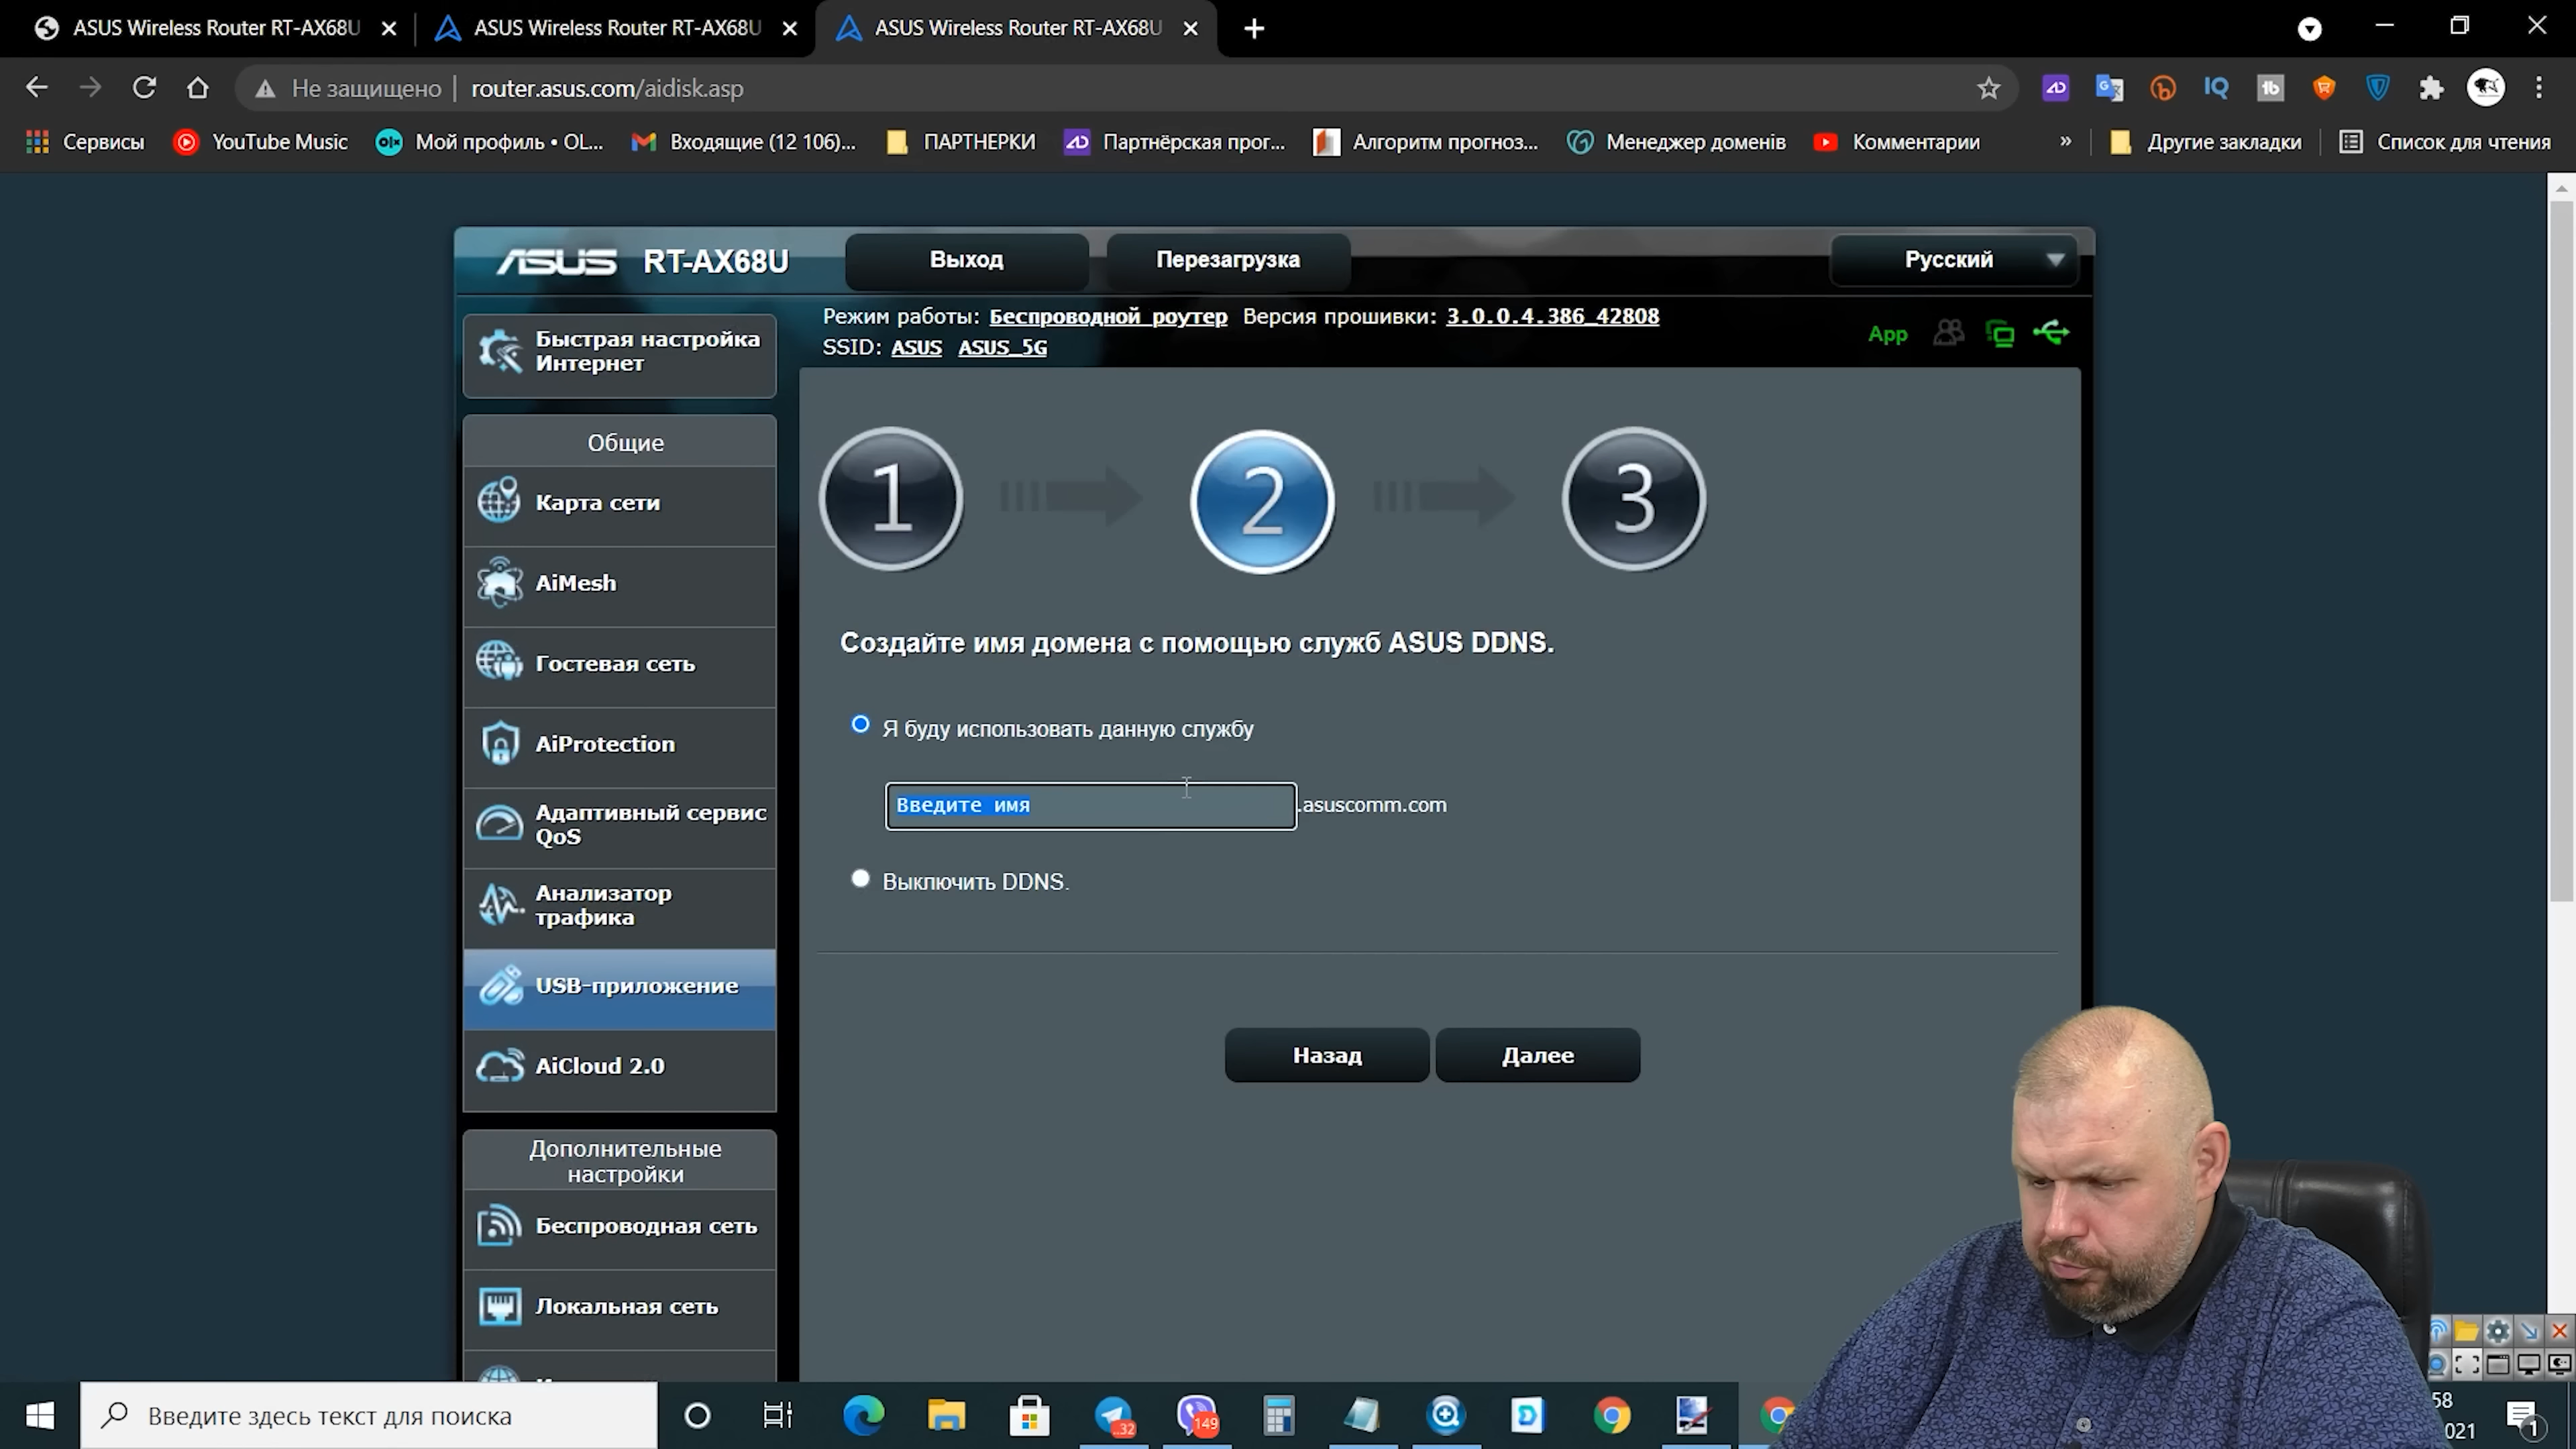 ASUS Wireless Router RT-AX68U
ASUS Wireless Router RT-AX68U
ASUS Wireless Router RT-AX68U
Не защищено
router.asus.com/aidisk.asp
Сервисы
YouTube Music
Мой профиль • OL...
Входящие (12 106)...
ПАРТНЕРКИ
Партнёрская прог...
Алгоритм прогноз...
Менеджер доменів
Комментарии
»
Другие закладки
Список для чтения
ASUS RT-AX68U
Выход
Перезагрузка
Русский
Режим работы: Беспроводной роутер Версия прошивки: 3.0.0.4.386_42808
SSID: ASUS ASUS_5G
App
Быстрая настройка
Интернет
Общие
Карта сети
AiMesh
Гостевая сеть
AiProtection
Адаптивный сервис
QoS
Анализатор
трафика
USB-приложение
AiCloud 2.0
Дополнительные
настройки
Беспроводная сеть
Локальная сеть
1
2
3
Создайте имя домена с помощью служб ASUS DDNS.
Я буду использовать данную службу
Введите имя .asuscomm.com
Выключить DDNS.
Назад
Далее
Введите здесь текст для поиска
..32
149
58
021
1